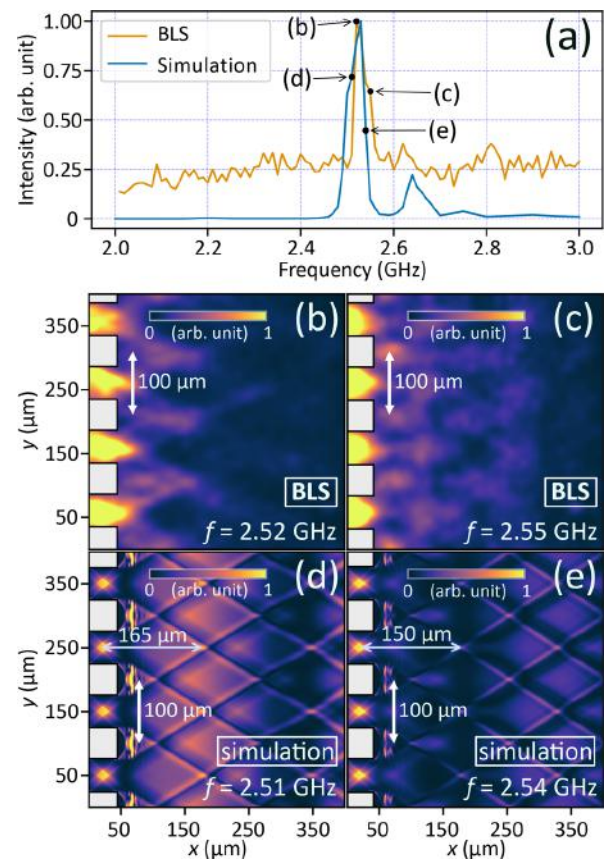 (a)
BLS
Simulation
(b)
(d)
(c)
(e)
Intensity (arb. unit)
1.00
0.75
0.50
0.25
0
2.0
2.2
2.4
2.6
2.8
3.0
Frequency (GHz)
(b)
0 (arb. unit) 1
100 μm
BLS
f = 2.52 GHz
y (μm)
350
250
150
50
(c)
0 (arb. unit) 1
100 μm
BLS
f = 2.55 GHz
(d)
0 (arb. unit) 1
165 μm
100 μm
simulation
f = 2.51 GHz
y (μm)
350
250
150
50
(e)
0 (arb. unit) 1
150 μm
100 μm
simulation
f = 2.54 GHz
50 150 250 350
x (μm)
50 150 250 350
x (μm)